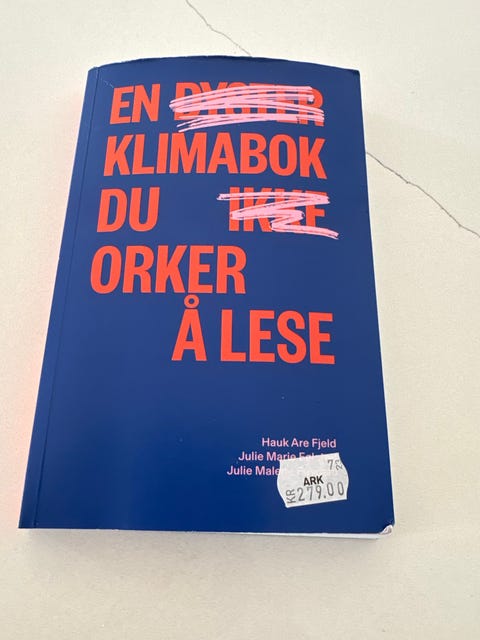 EN DYSTER
KLIMABOK
DU IKKE
ORKER
Å LESE
Hauk Are Fjeld
Julie Marie
Julie
ARK
KR 279.00